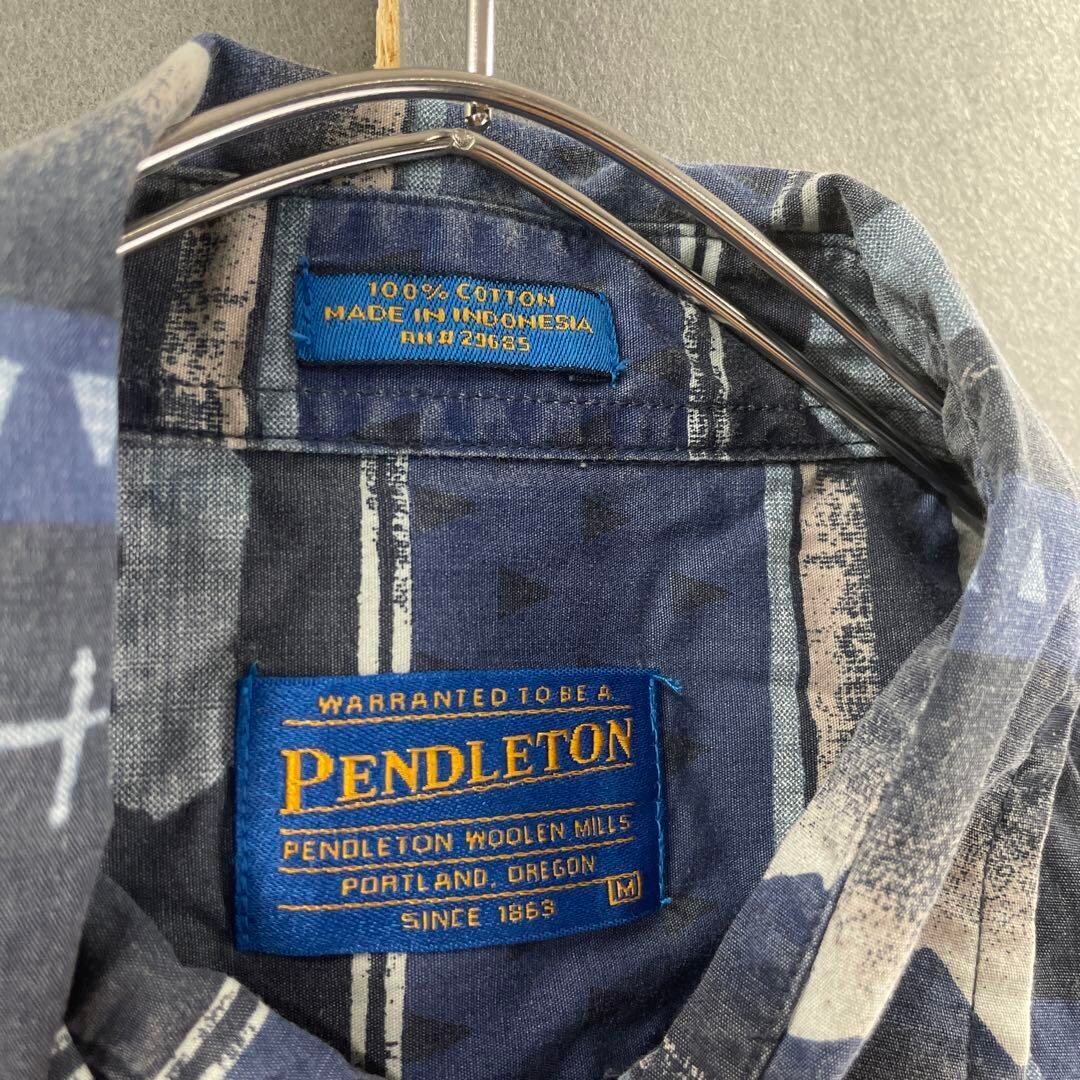 100% COTTON
MADE IN INDONESIA
RN# 29685
WARRANTED TO BE A
PENDLETON
PENDLETON WOOLEN MILLS
PORTLAND, OREGON
M
SINCE 1863